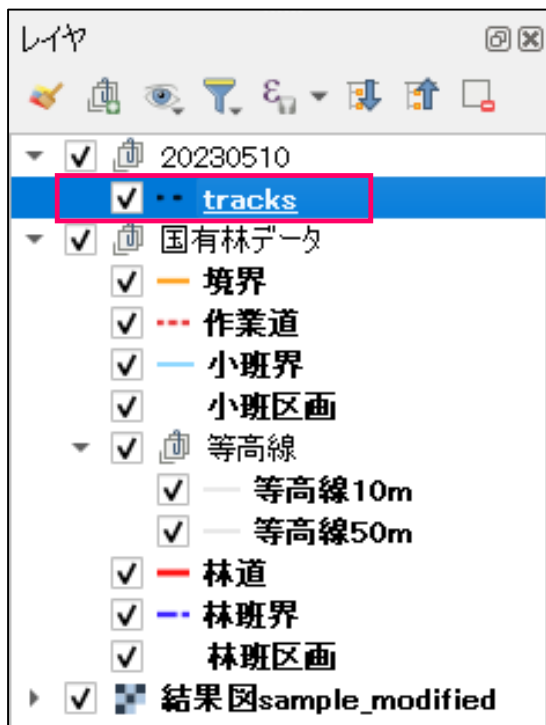 レイヤ
20230510
tracks
国有林データ
境界
作業道
小班界
小班区画
等高線
等高線10m
等高線50m
林道
林班界
林班区画
結果図sample_modified